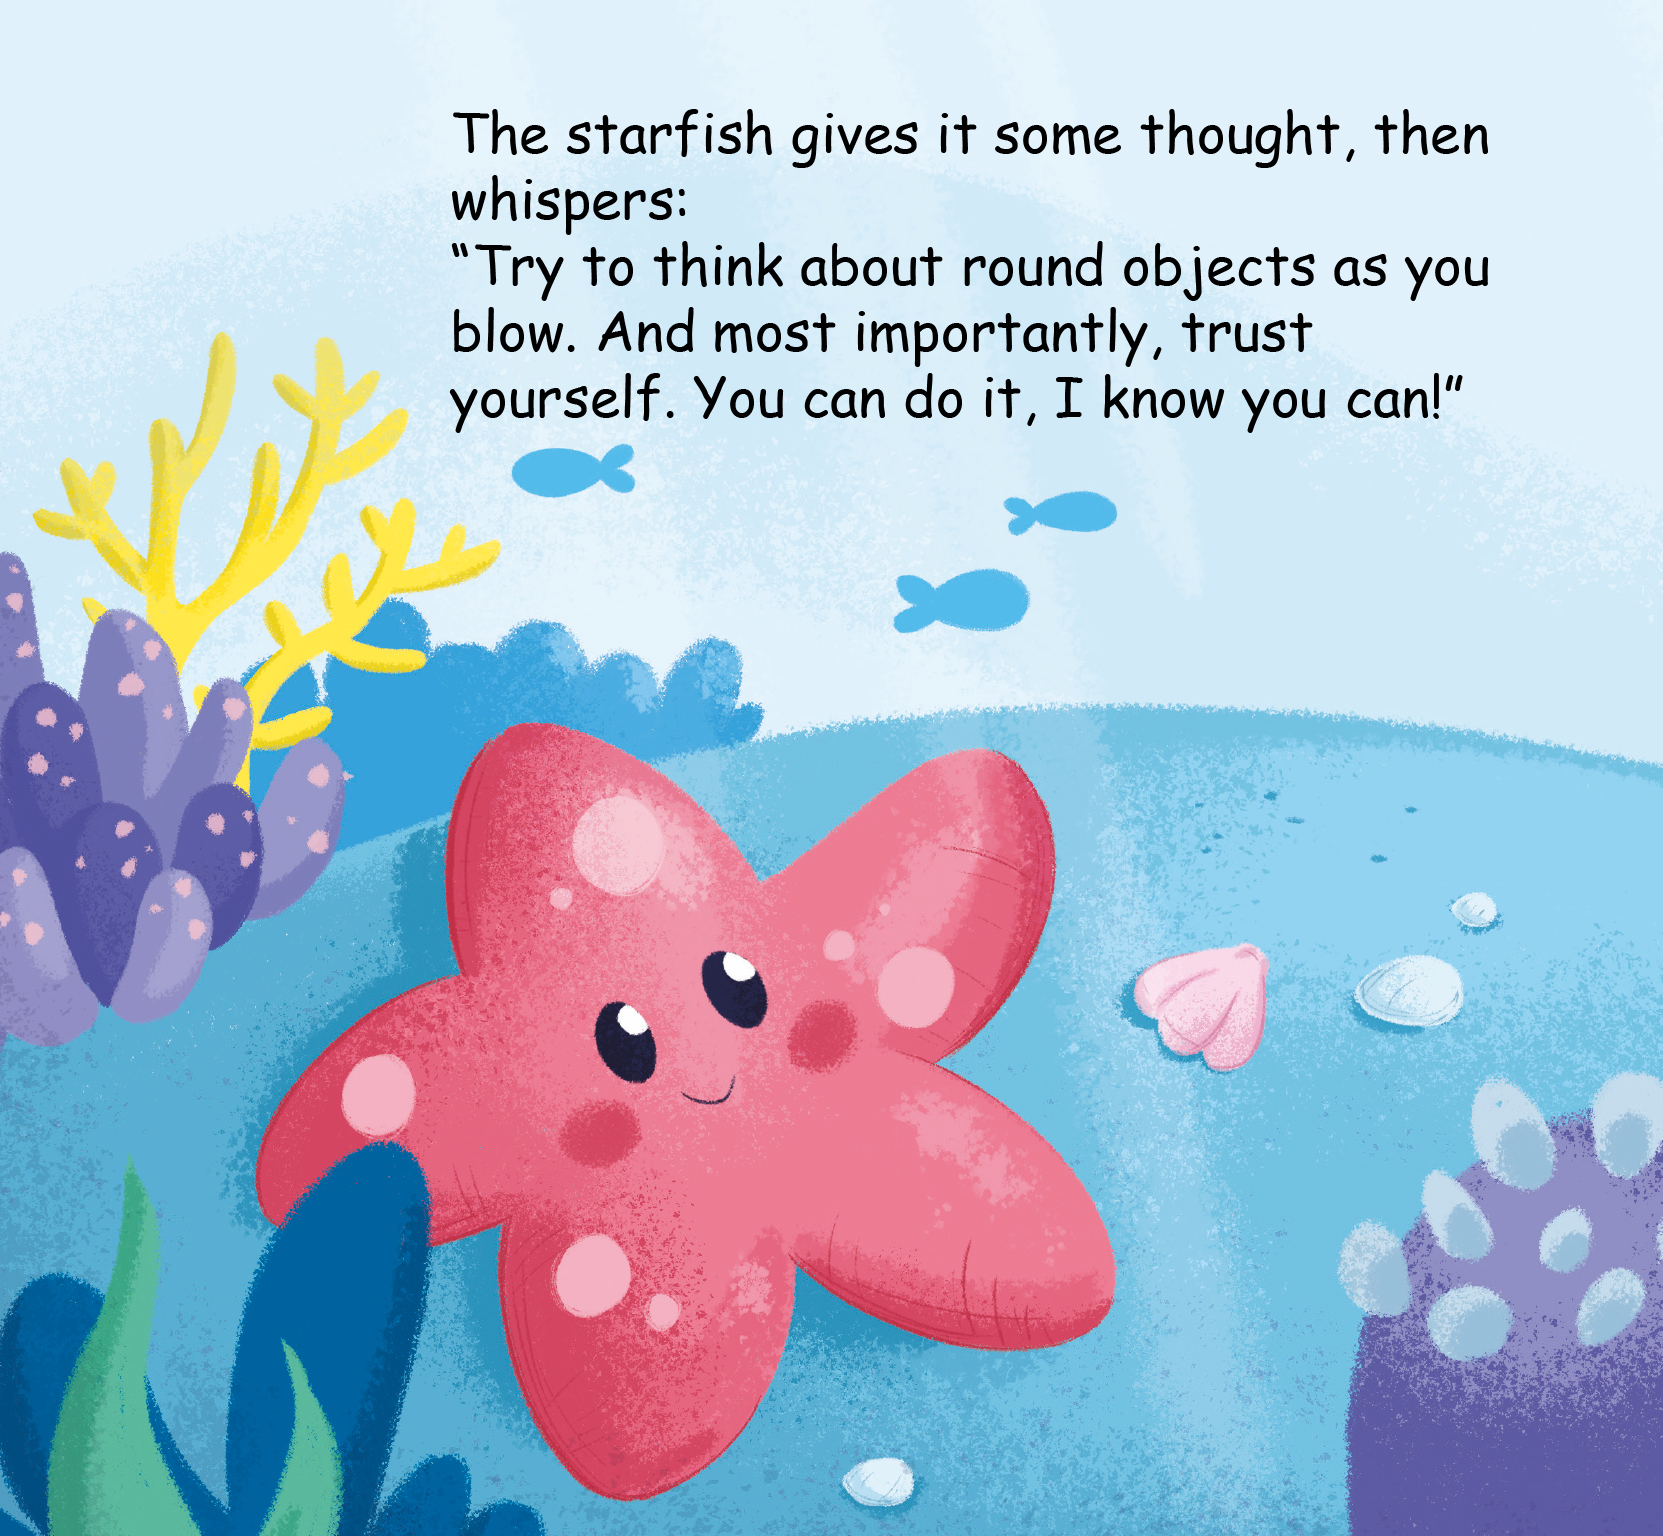 The starfish gives it some thought, then
whispers:
“Try to think about round objects as you
blow. And most importantly, trust
yourself. You can do it, I know you can!”